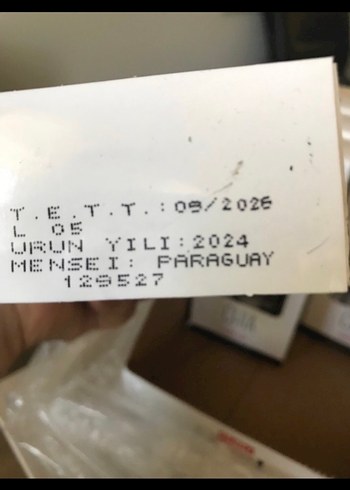 T.E.T.T.:09/2026
L 05
URUN YILI:2024
MENSEI: PARAGUAY
129527